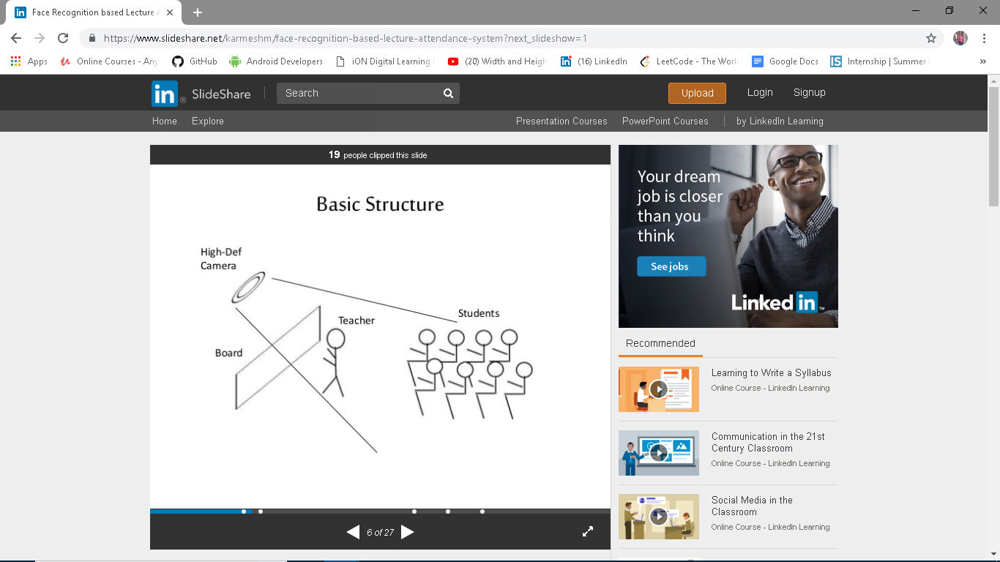 Face Recognition based Lecture A
https://www.slideshare.net/karmeshm/face-recognition-based-lecture-attendance-system?next_slideshow=1
Apps
Online Courses - Any
GitHub
Android Developers
iON Digital Learning
(20) Width and Heigh
(16) LinkedIn
LeetCode - The Worl
Google Docs
Internship | Summer
»
in SlideShare
Search
Upload
Login
Signup
Home
Explore
Presentation Courses
PowerPoint Courses
by LinkedIn Learning
19 people clipped this slide
Basic Structure
High-Def
Camera
Students
Teacher
Board
6 of 27
Your dream
job is closer
than you
think
See jobs
Linked in™
Recommended
Learning to Write a Syllabus
Online Course - LinkedIn Learning
Communication in the 21st
Century Classroom
Online Course - LinkedIn Learning
Social Media in the
Classroom
Online Course - LinkedIn Learning